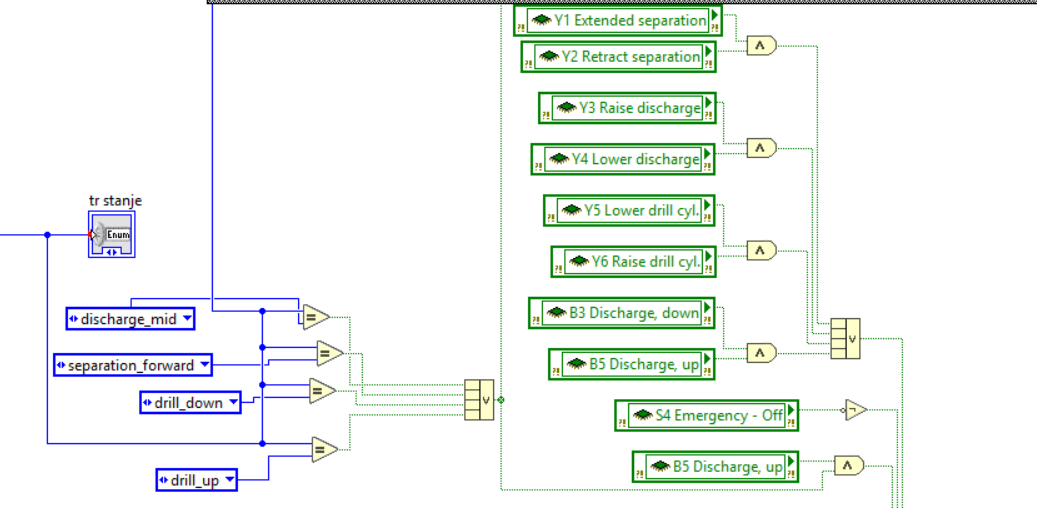 Y1 Extended separation
Y2 Retract separation
Y3 Raise discharge
Y4 Lower discharge
tr stanje
Enum
Y5 Lower drill cyl.
Y6 Raise drill cyl.
discharge_mid
B3 Discharge, down
separation_forward
B5 Discharge, up
drill_down
S4 Emergency - Off
drill_up
B5 Discharge, up